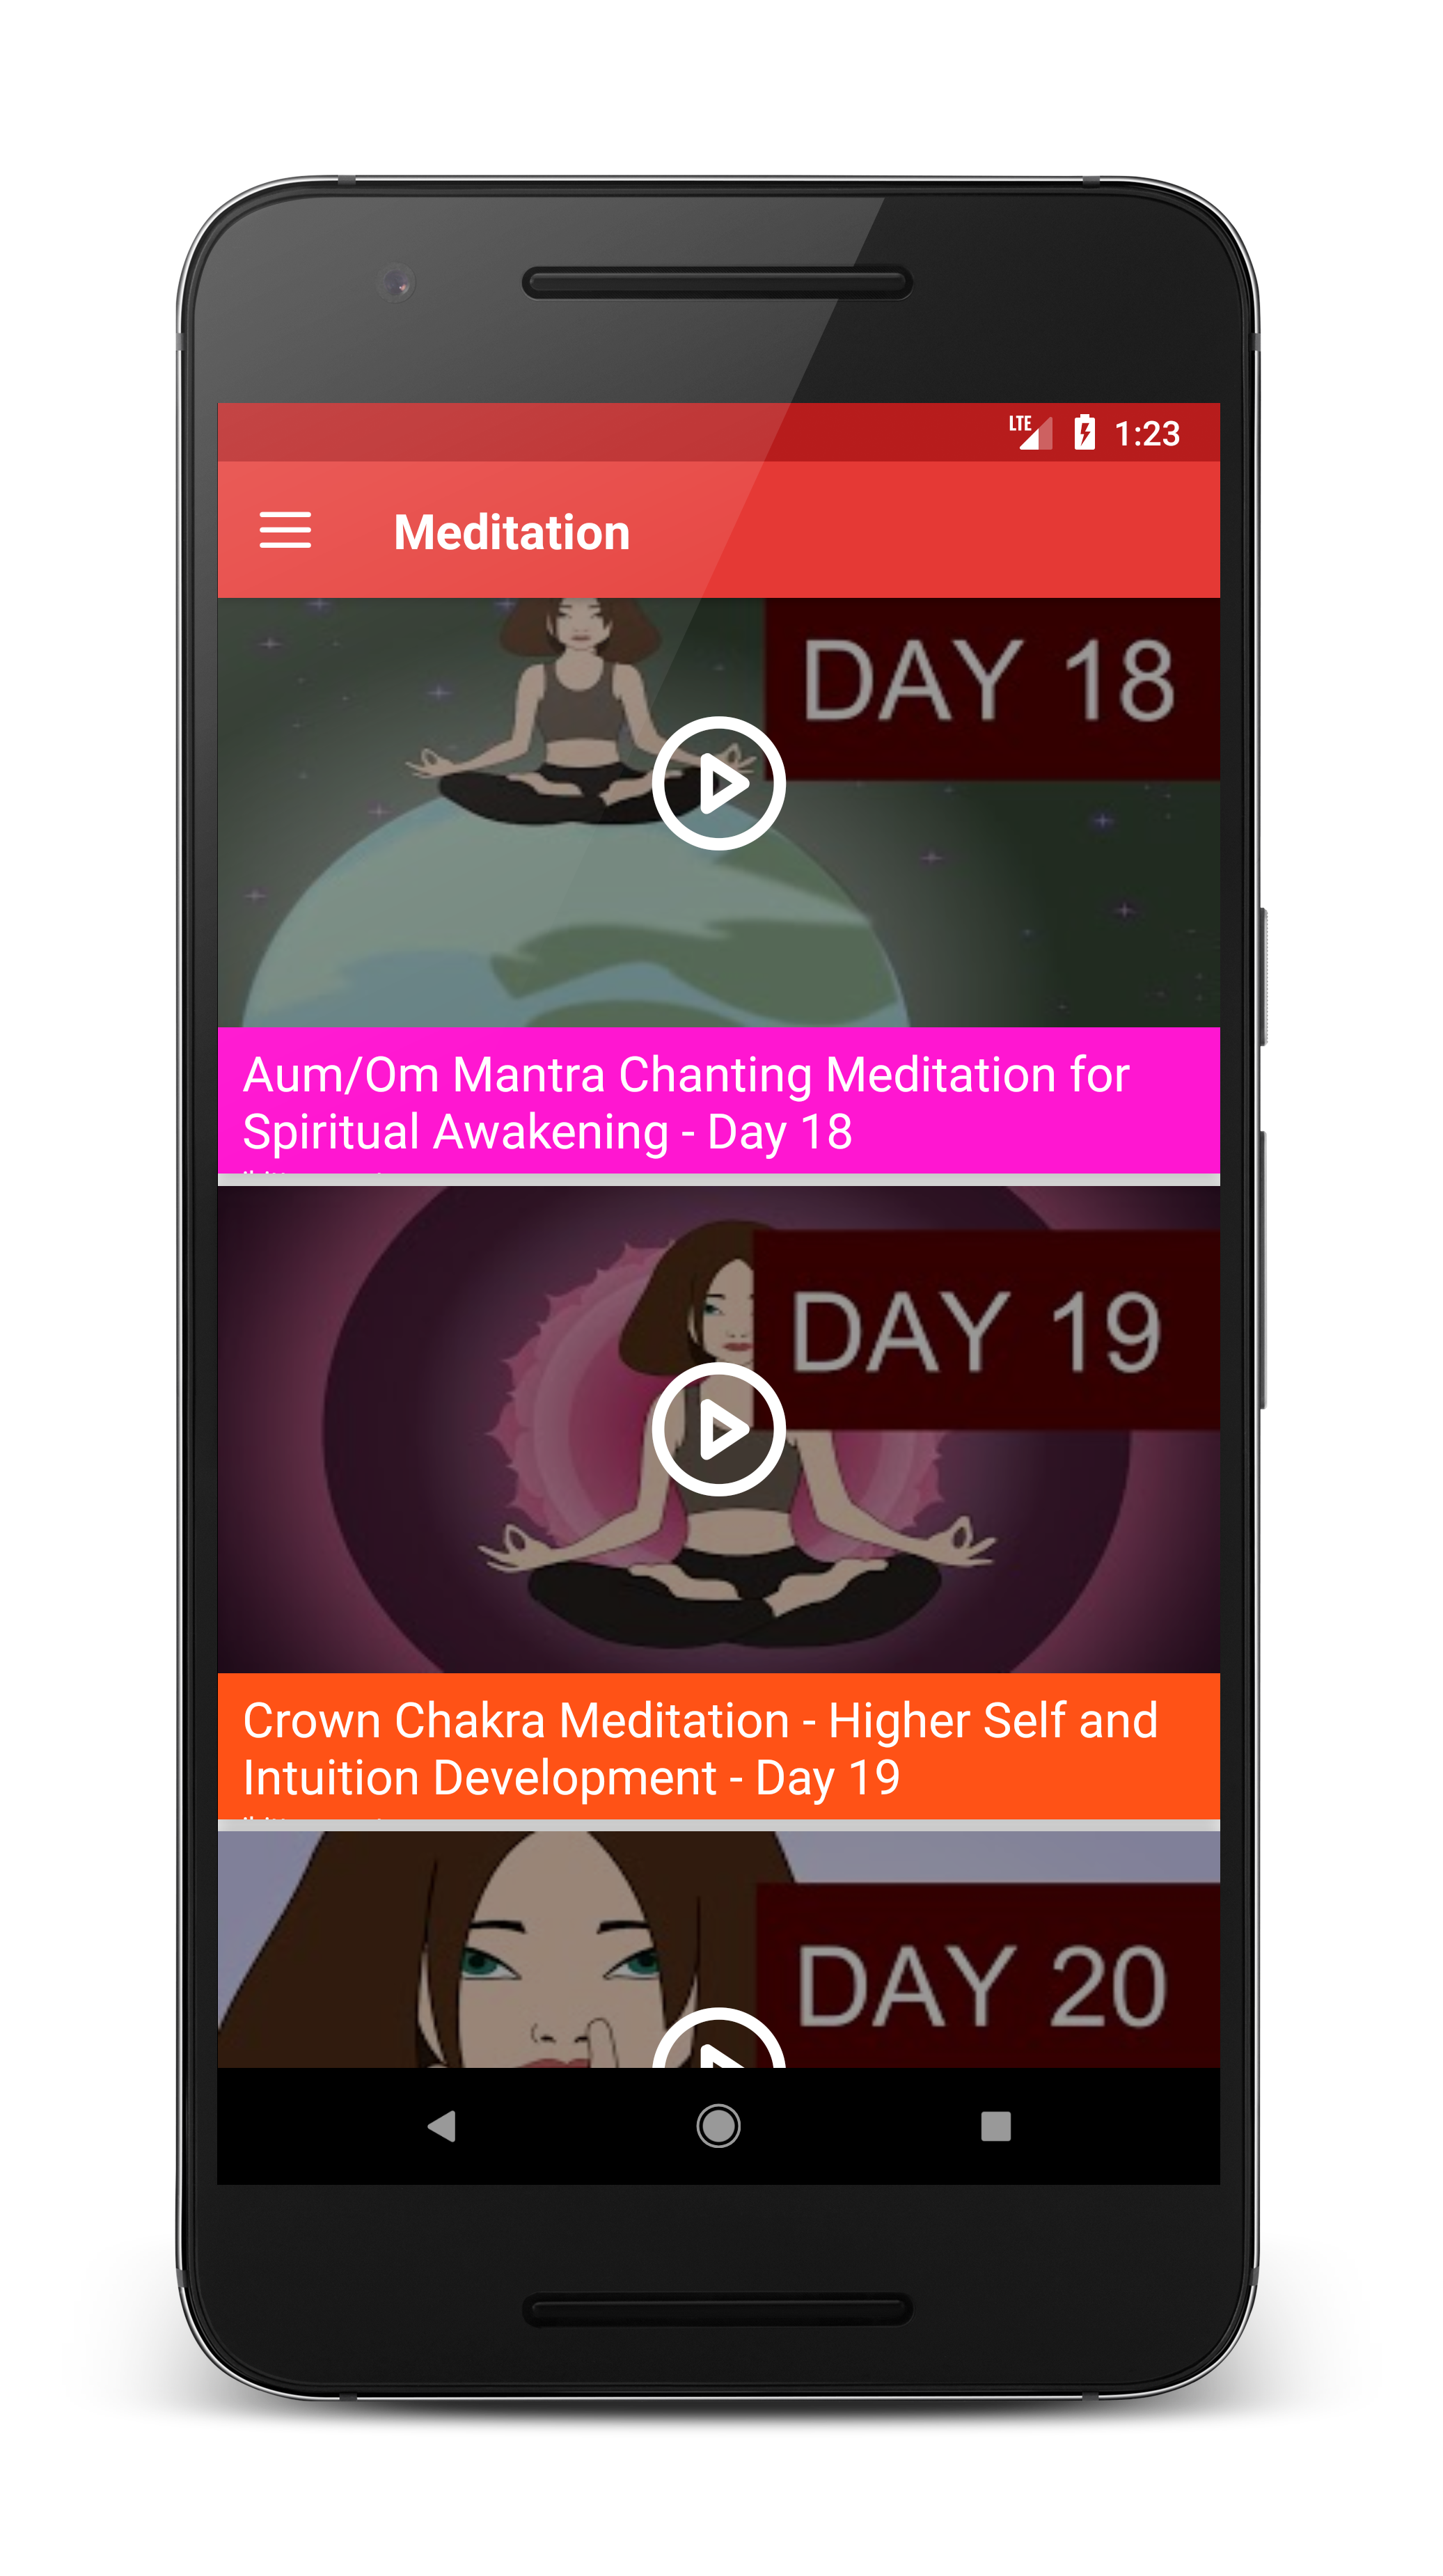 LTE 1:23
Meditation
DAY 18
Aum/Om Mantra Chanting Meditation for
Spiritual Awakening - Day 18
DAY 19
Crown Chakra Meditation - Higher Self and
Intuition Development - Day 19
DAY 20